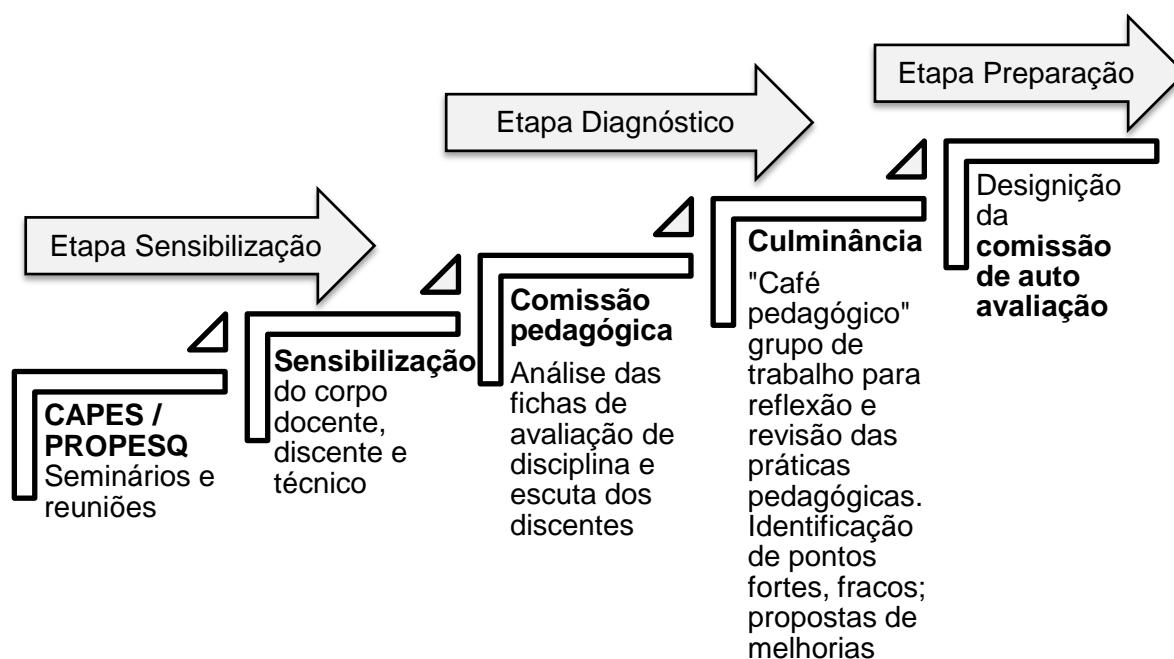 Etapa Sensibilização
Etapa Diagnóstico
Etapa Preparação
CAPES /
PROPESQ
Seminários e
reuniões
Sensibilização
do corpo
docente,
discente e
técnico
Comissão
pedagógica
Análise das
fichas de
avaliação de
disciplina e
escuta dos
discentes
Culminância
"Café
pedagógico"
grupo de
trabalho para
reflexão e
revisão das
práticas
pedagógicas.
Identificação
de pontos
fortes, fracos;
propostas de
melhorias
Designição
da
comissão
de auto
avaliação